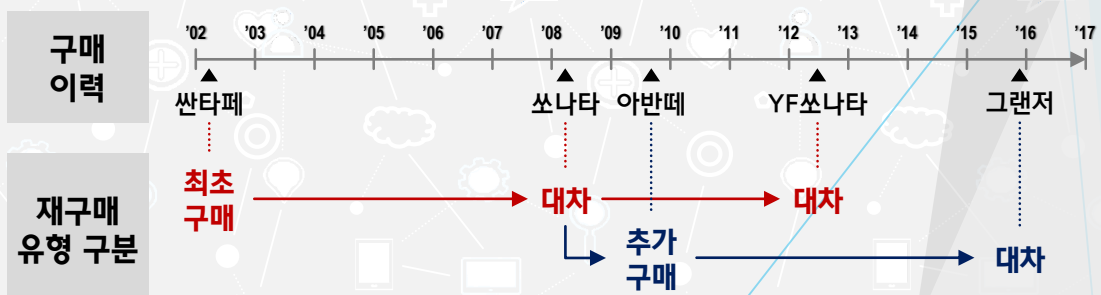 구매
이력
’02 ’03 ’04 ’05 ’06 ’07 ’08 ’09 ’10 ’11 ’12 ’13 ’14 ’15 ’16 ’17
싼타페 쏘나타 아반떼 YF쏘나타 그랜저
재구매
유형 구분
최초
구매
대차
대차
추가
구매
대차